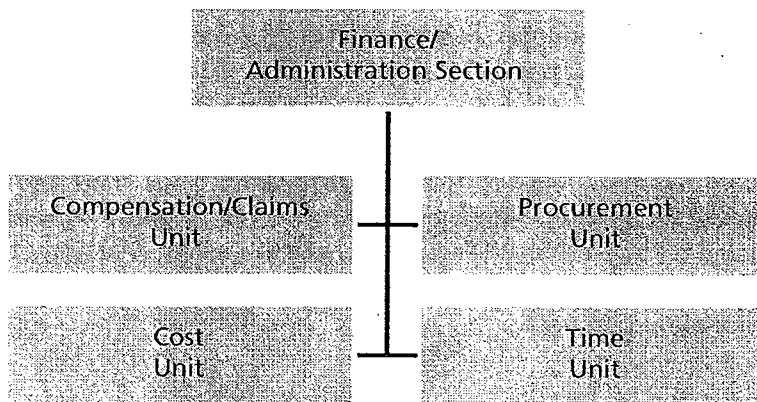 Finance/
Administration Section
Compensation/Claims
Unit
Procurement
Unit
Cost
Unit
Time
Unit